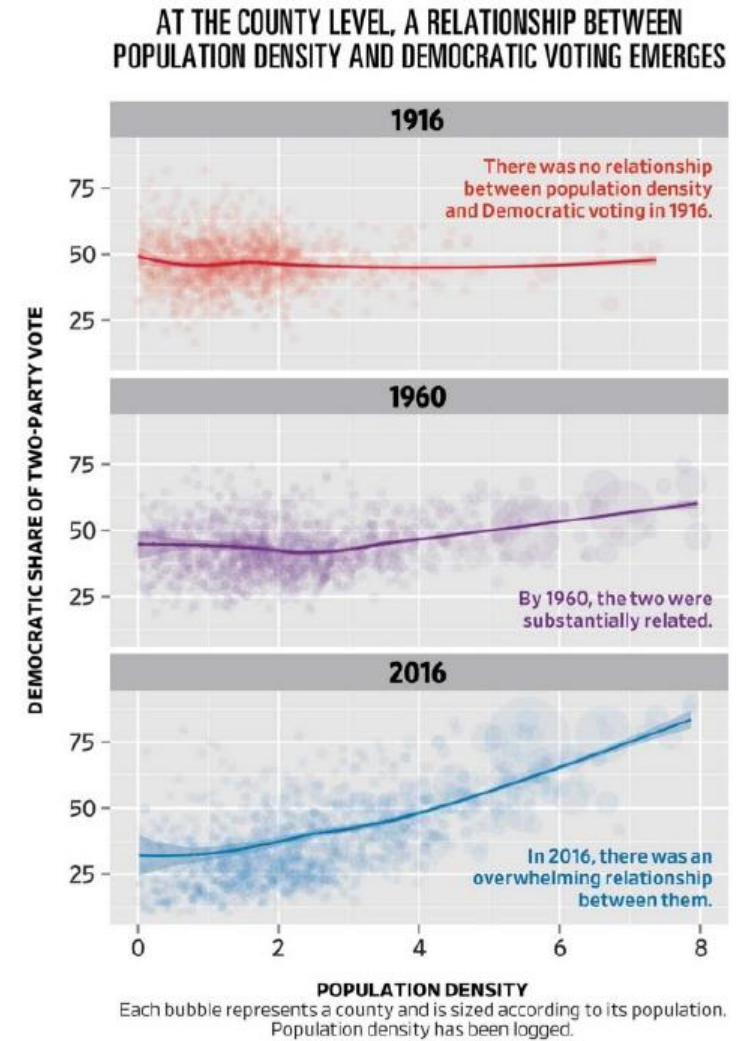 AT THE COUNTY LEVEL, A RELATIONSHIP BETWEEN
POPULATION DENSITY AND DEMOCRATIC VOTING EMERGES
1916
There was no relationship
between population density
and Democratic voting in 1916.
75
50
25
1960
75
50
25
By 1960, the two were
substantially related.
DEMOCRATIC SHARE OF TWO-PARTY VOTE
2016
75
50
25
In 2016, there was an
overwhelming relationship
between them.
0 2 4 6 8
POPULATION DENSITY
Each bubble represents a county and is sized according to its population.
Population density has been logged.